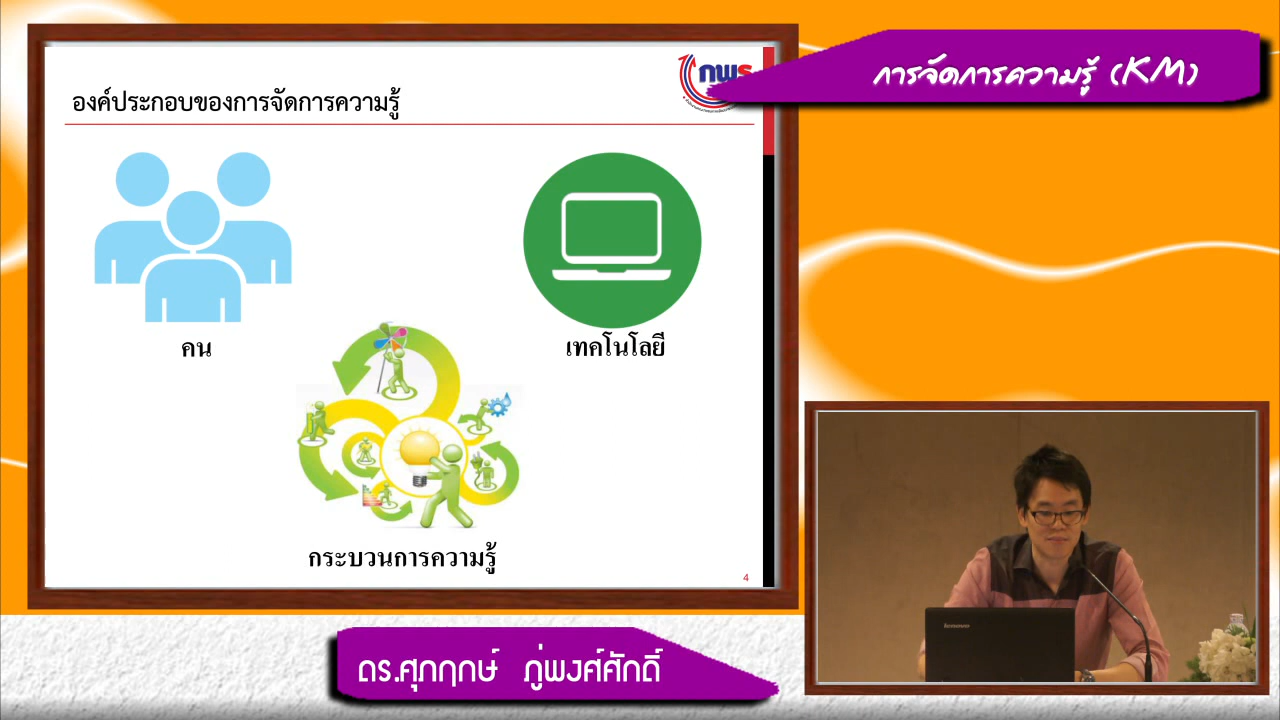 การจัดการความรู้ (KM)
กพร
องค์ประกอบของการจัดการความรู้
คน
เทคโนโลยี
กระบวนการความรู้
4
lenovo
ดร.ศุภฤกษ์ ภู่พงศ์ศักดิ์